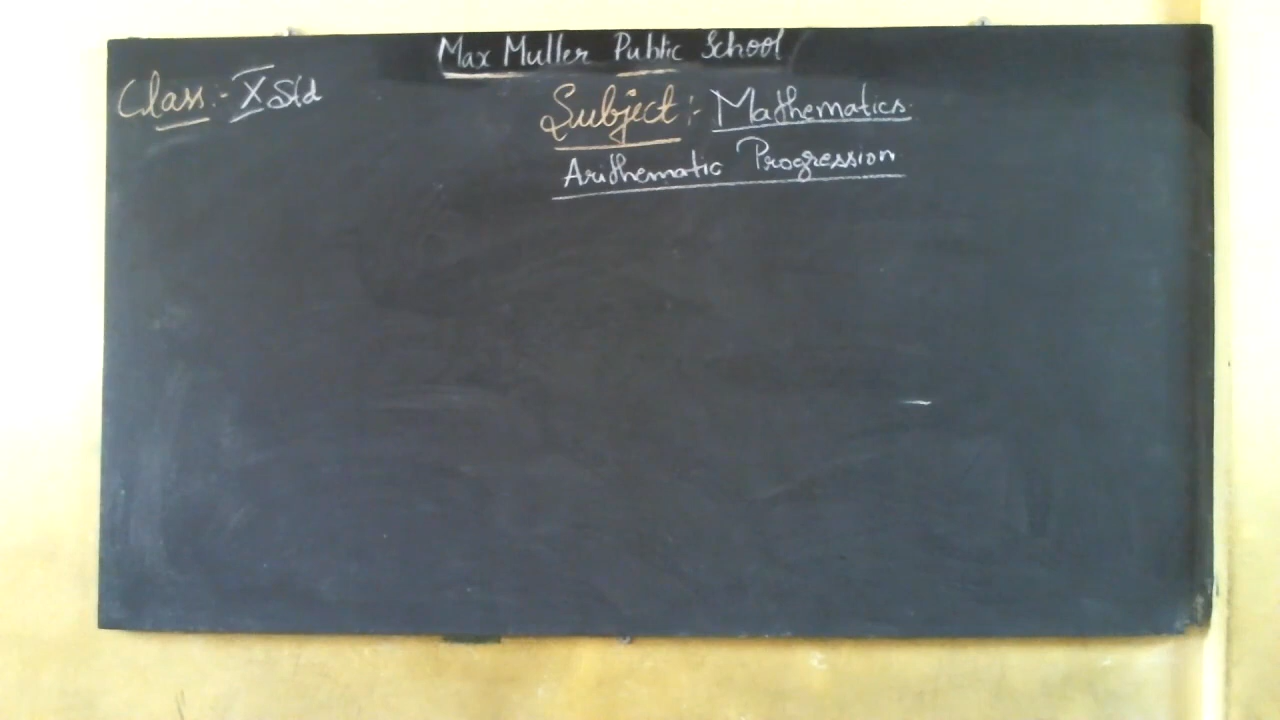 Max Muller Public School
Class:- X Std
Subject:- Mathematics
Arithematic Progression